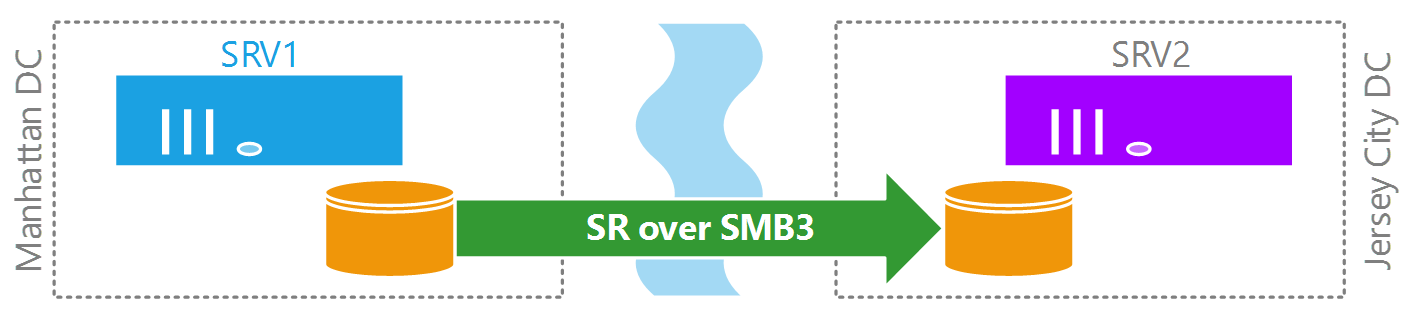 Manhattan DC
SRV1
SR over SMB3
SRV2
Jersey City DC